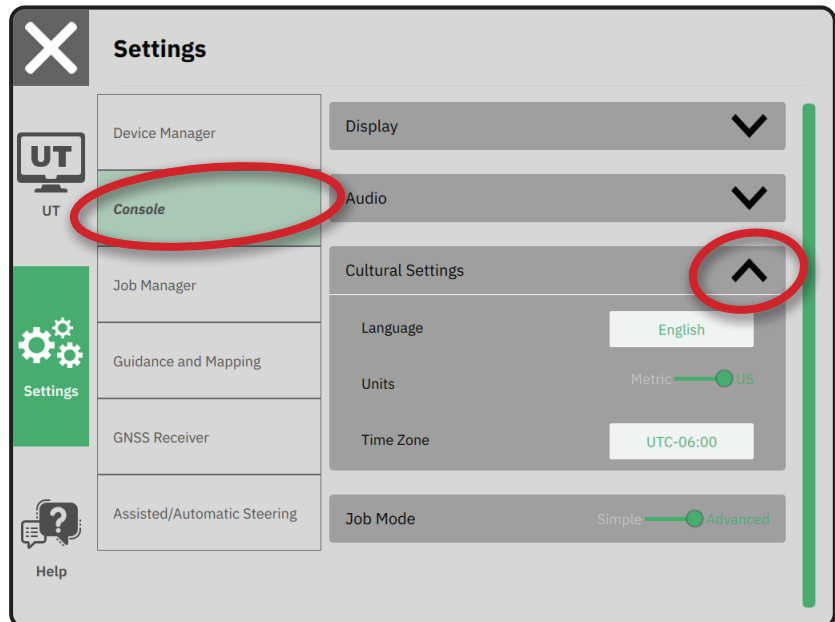 Settings
UT
UT
Settings
?
Help
Device Manager
Console
Job Manager
Guidance and Mapping
GNSS Receiver
Assisted/Automatic Steering
Display
Audio
Cultural Settings
Language English
Units Metric US
Time Zone UTC-06:00
Job Mode Simple Advanced